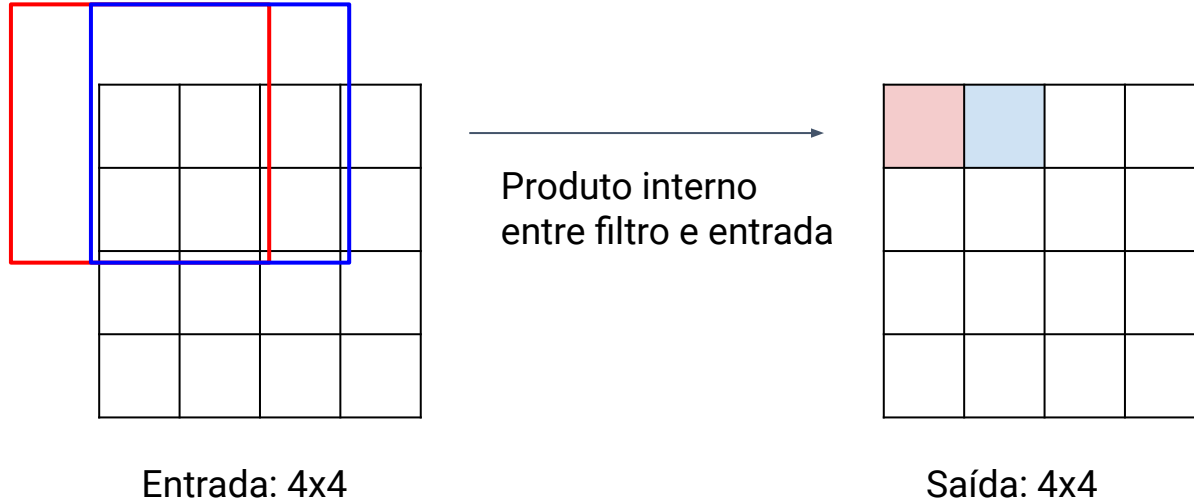 Produto interno
entre filtro e entrada
Entrada: 4x4
Saída: 4x4